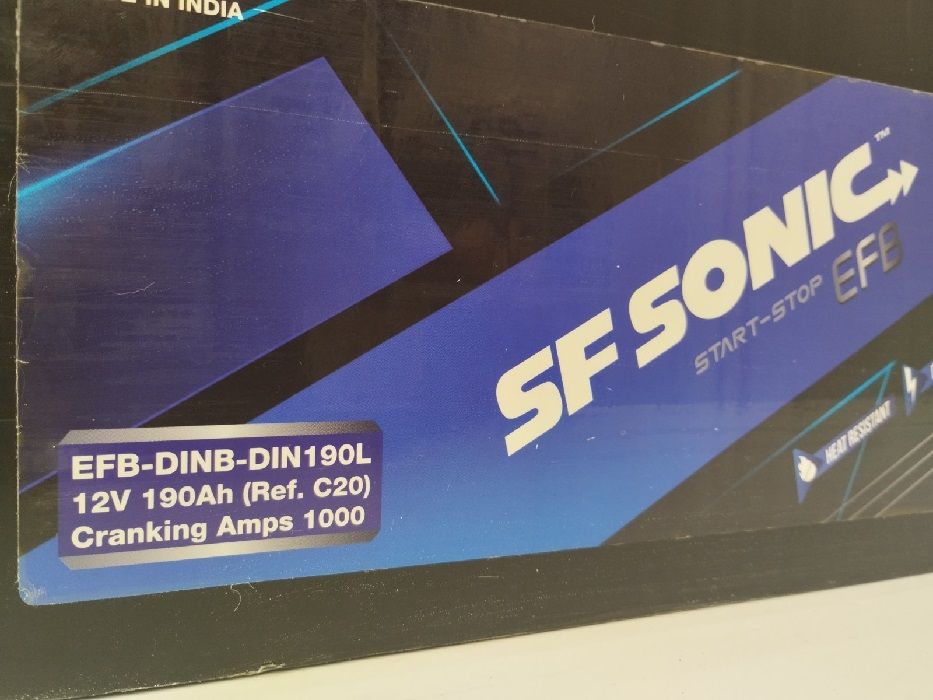 IN INDIA
SF SONIC™
START-STOP EFB
HEAT RESISTANT
EFB-DINB-DIN190L
12V 190Ah (Ref. C20)
Cranking Amps 1000